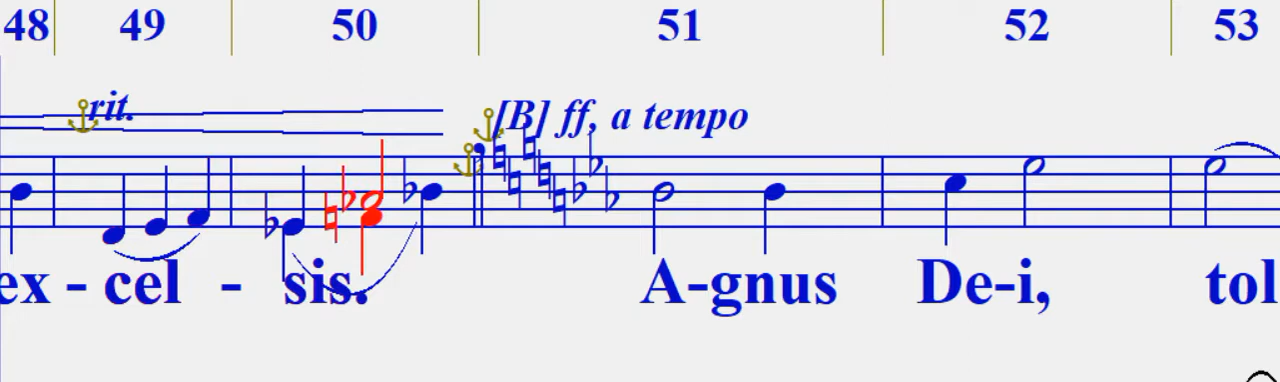 48 49 50 51 52 53
rit. [B] ff, a tempo
ex - cel - sis. A-gnus De-i, tol